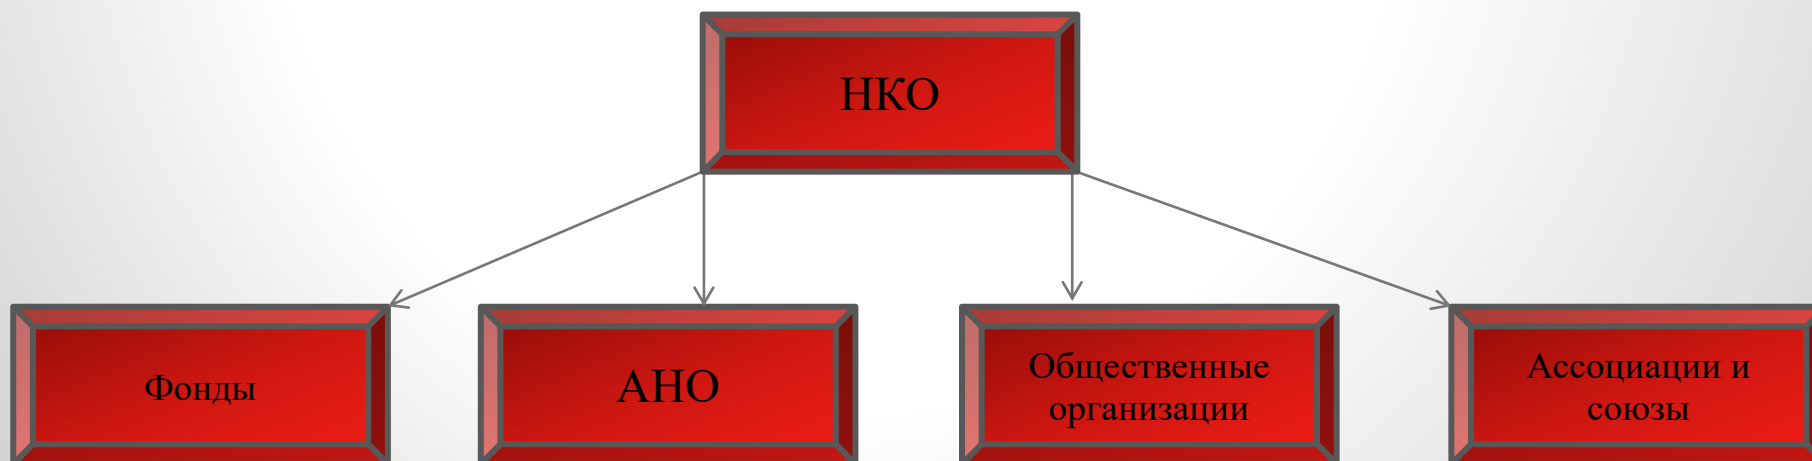 НКО
Фонды
АНО
Общественные
организации
Ассоциации и
союзы